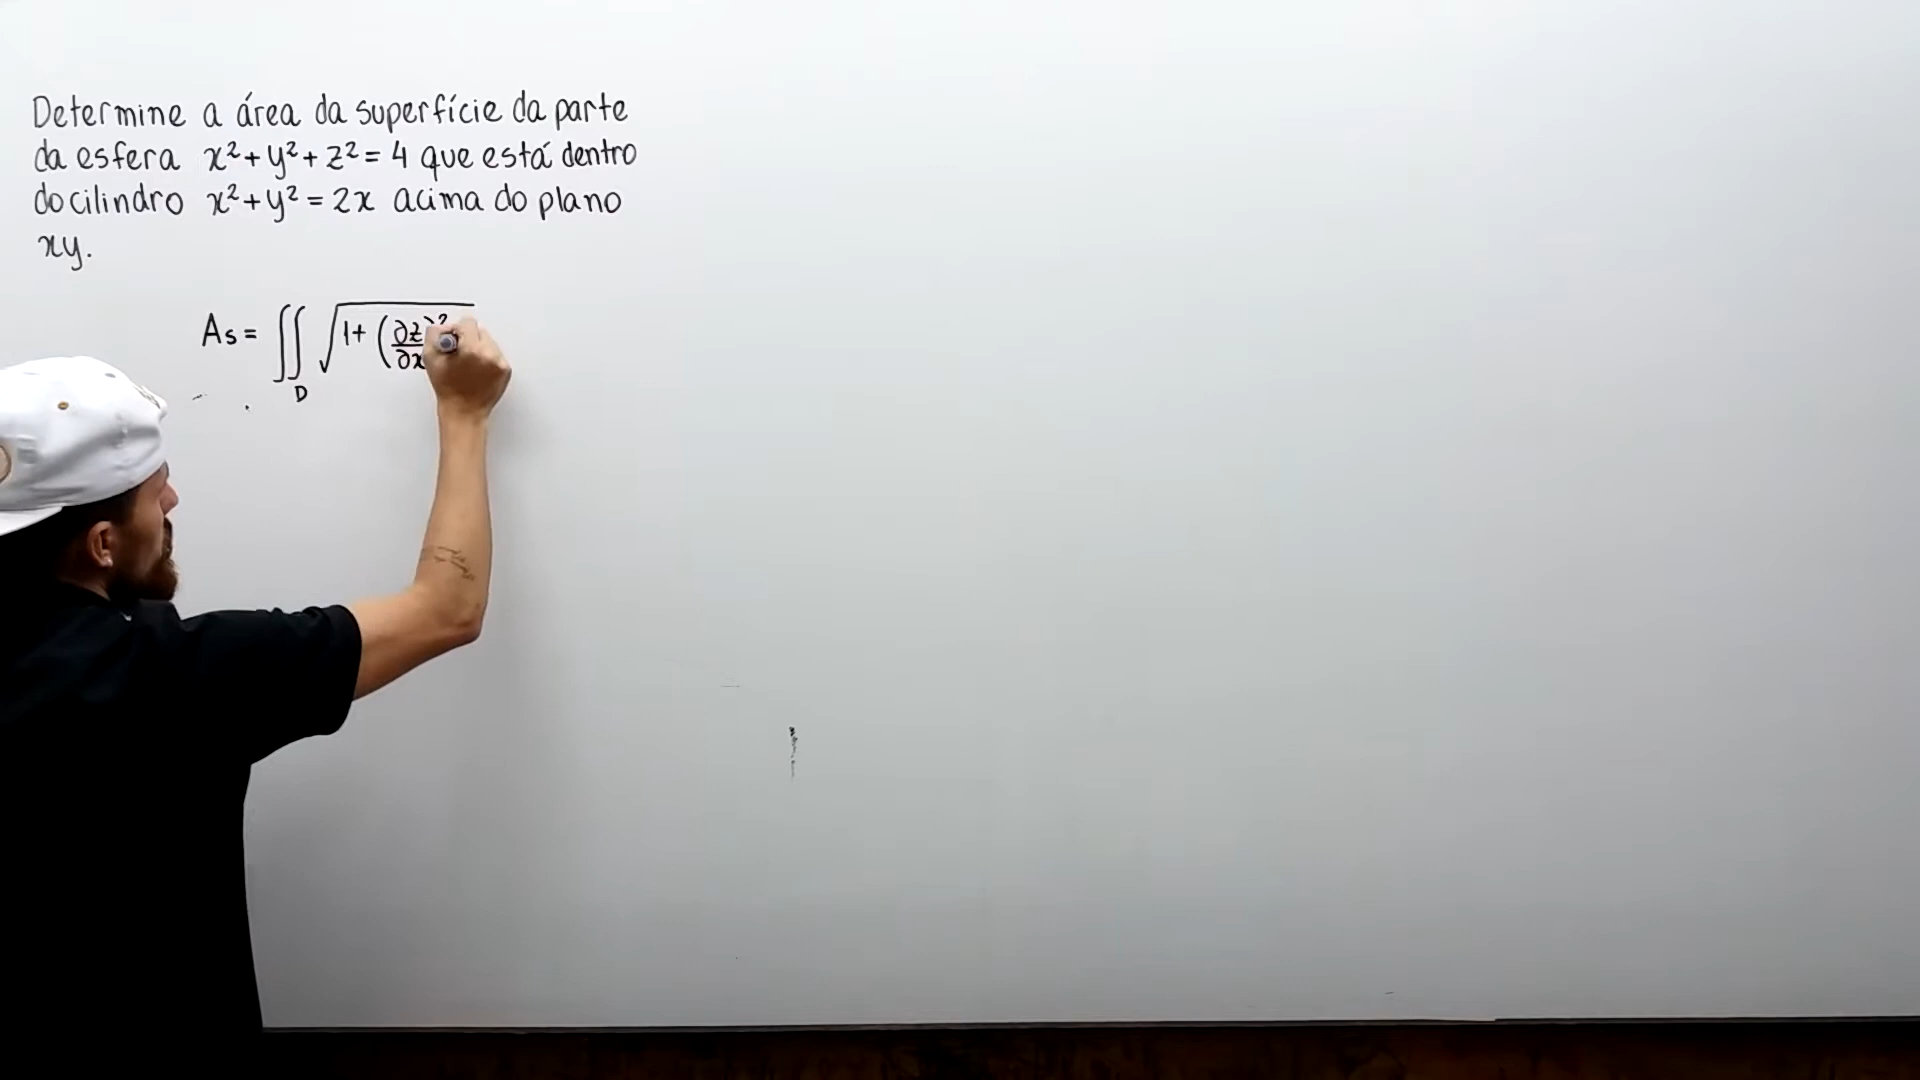 Determine a área da superfície da parte
da esfera x²+y²+z²=4 que está dentro
do cilindro x²+y²=2x acima do plano
xy.
As = ∬_D √(1+(∂z/∂x)²